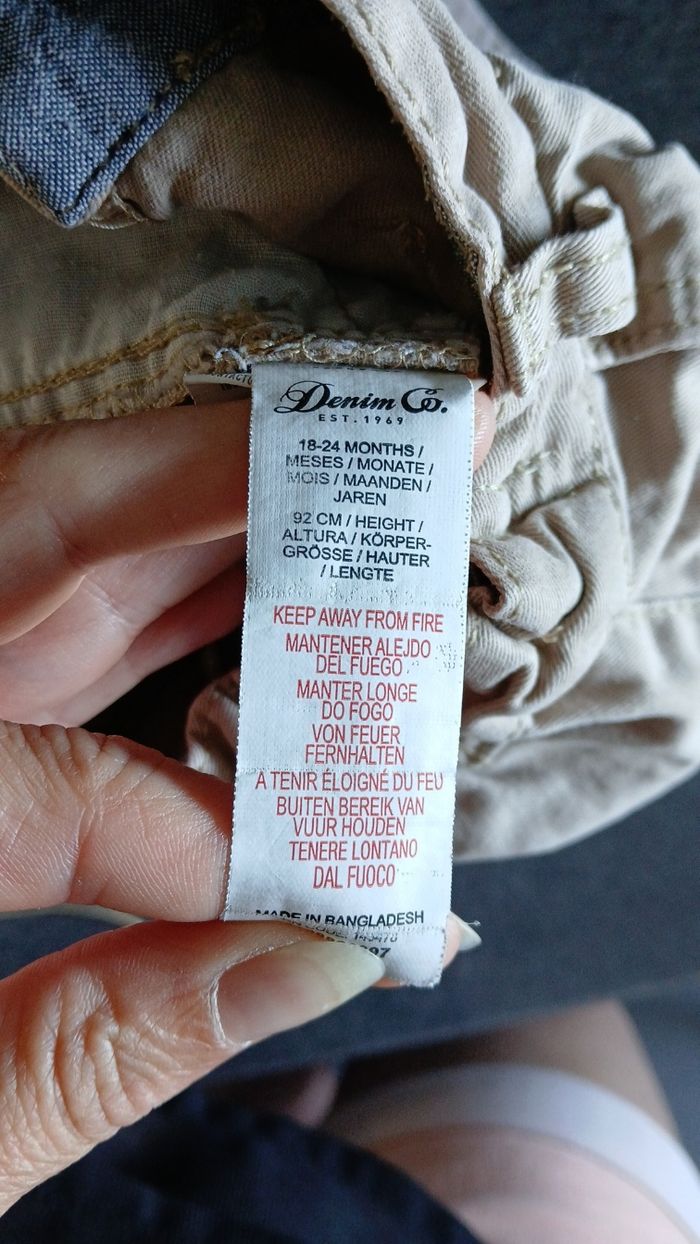 Denim Co.
EST. 1969
18-24 MONTHS /
MESES / MONATE /
MOIS / MAANDEN /
JAREN
92 CM / HEIGHT /
ALTURA / KÖRPER-
GRÖSSE / HAUTER
/ LENGTE
KEEP AWAY FROM FIRE
MANTENER ALEJDO
DEL FUEGO
MANTER LONGE
DO FOGO
VON FEUER
FERNHALTEN
A TENIR ÉLOIGNÉ DU FEU
BUITEN BEREIK VAN
VUUR HOUDEN
TENERE LONTANO
DAL FUOCO
MADE IN BANGLADESH